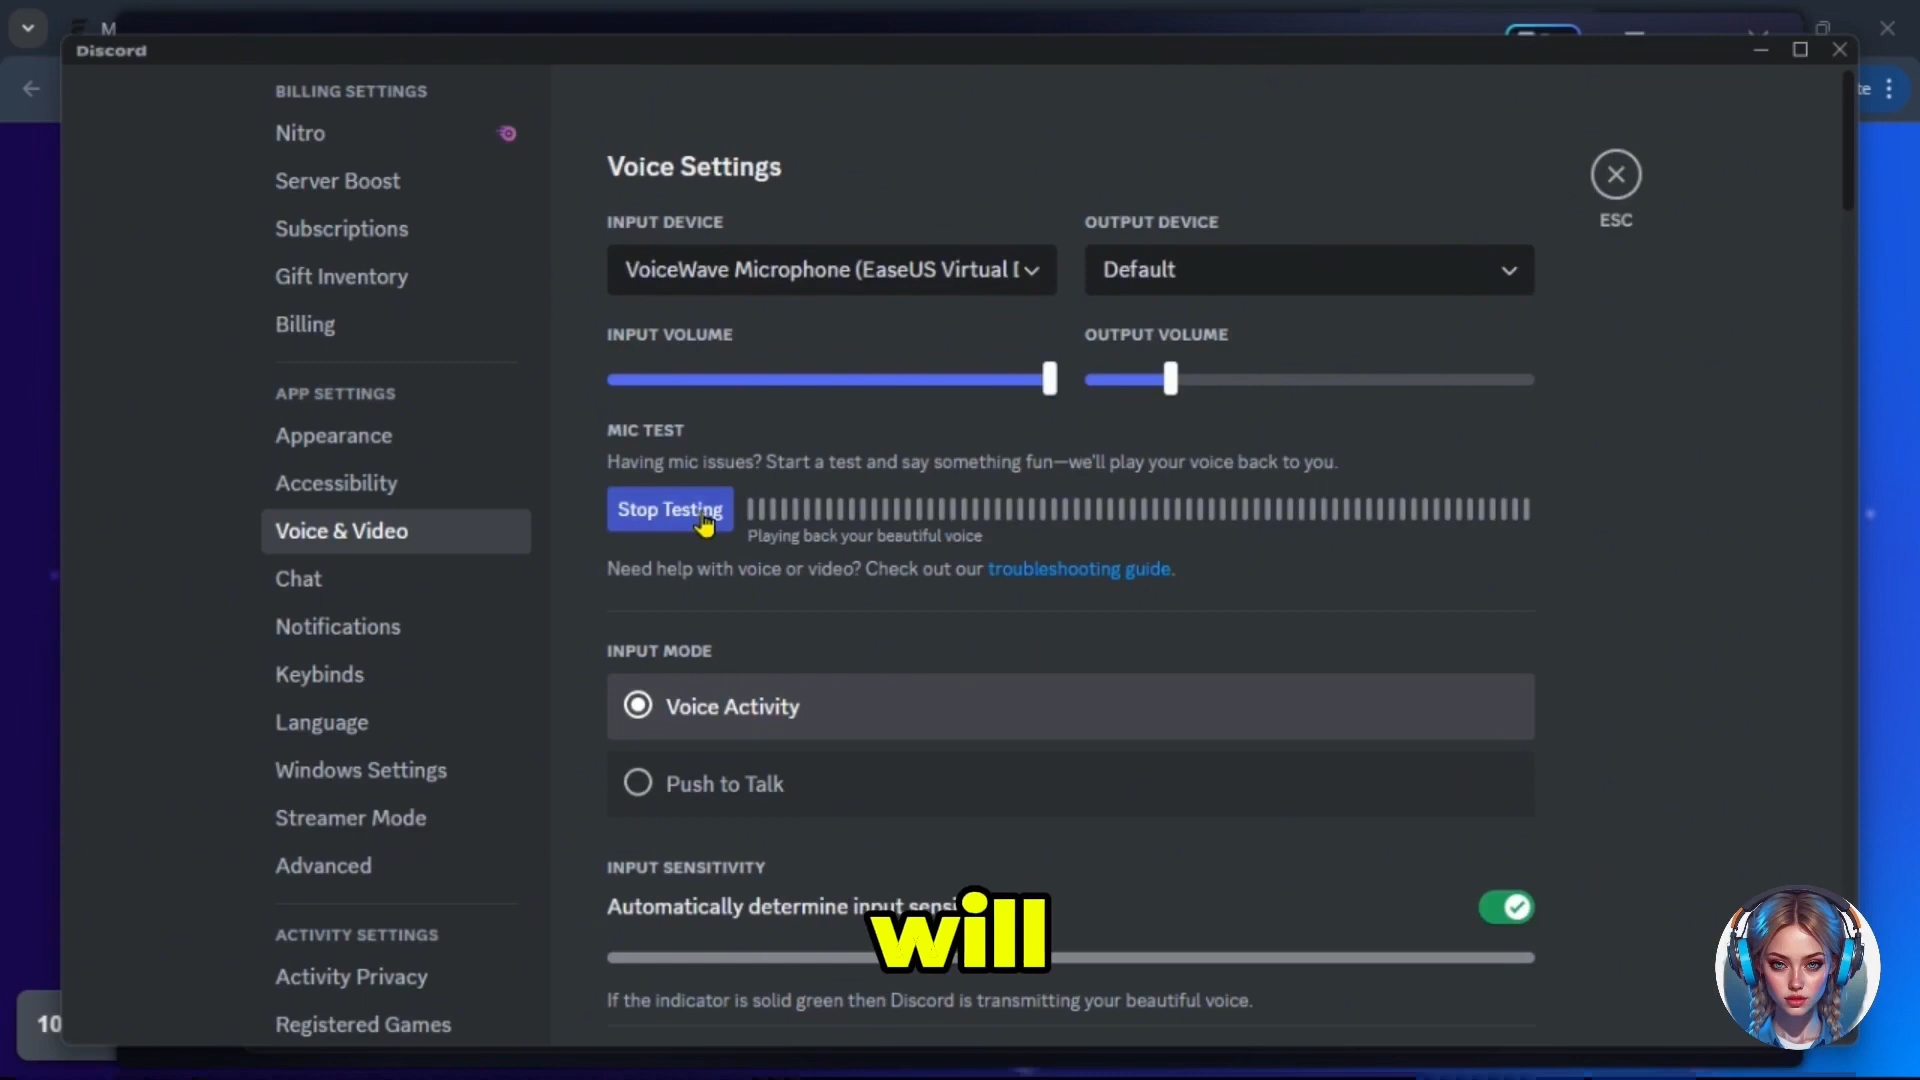 M
Discord
te
BILLING SETTINGS
Nitro
Server Boost
Subscriptions
Gift Inventory
Billing
APP SETTINGS
Appearance
Accessibility
Voice & Video
Chat
Notifications
Keybinds
Language
Windows Settings
Streamer Mode
Advanced
ACTIVITY SETTINGS
Activity Privacy
Registered Games
10
Voice Settings
ESC
INPUT DEVICE
VoiceWave Microphone (EaseUS Virtual
OUTPUT DEVICE
Default
INPUT VOLUME
OUTPUT VOLUME
MIC TEST
Having mic issues? Start a test and say something fun—we'll play your voice back to you.
Stop Testing
Playing back your beautiful voice
Need help with voice or video? Check out our troubleshooting guide.
INPUT MODE
Voice Activity
Push to Talk
INPUT SENSITIVITY
Automatically determine input sensi
will
If the indicator is solid green then Discord is transmitting your beautiful voice.